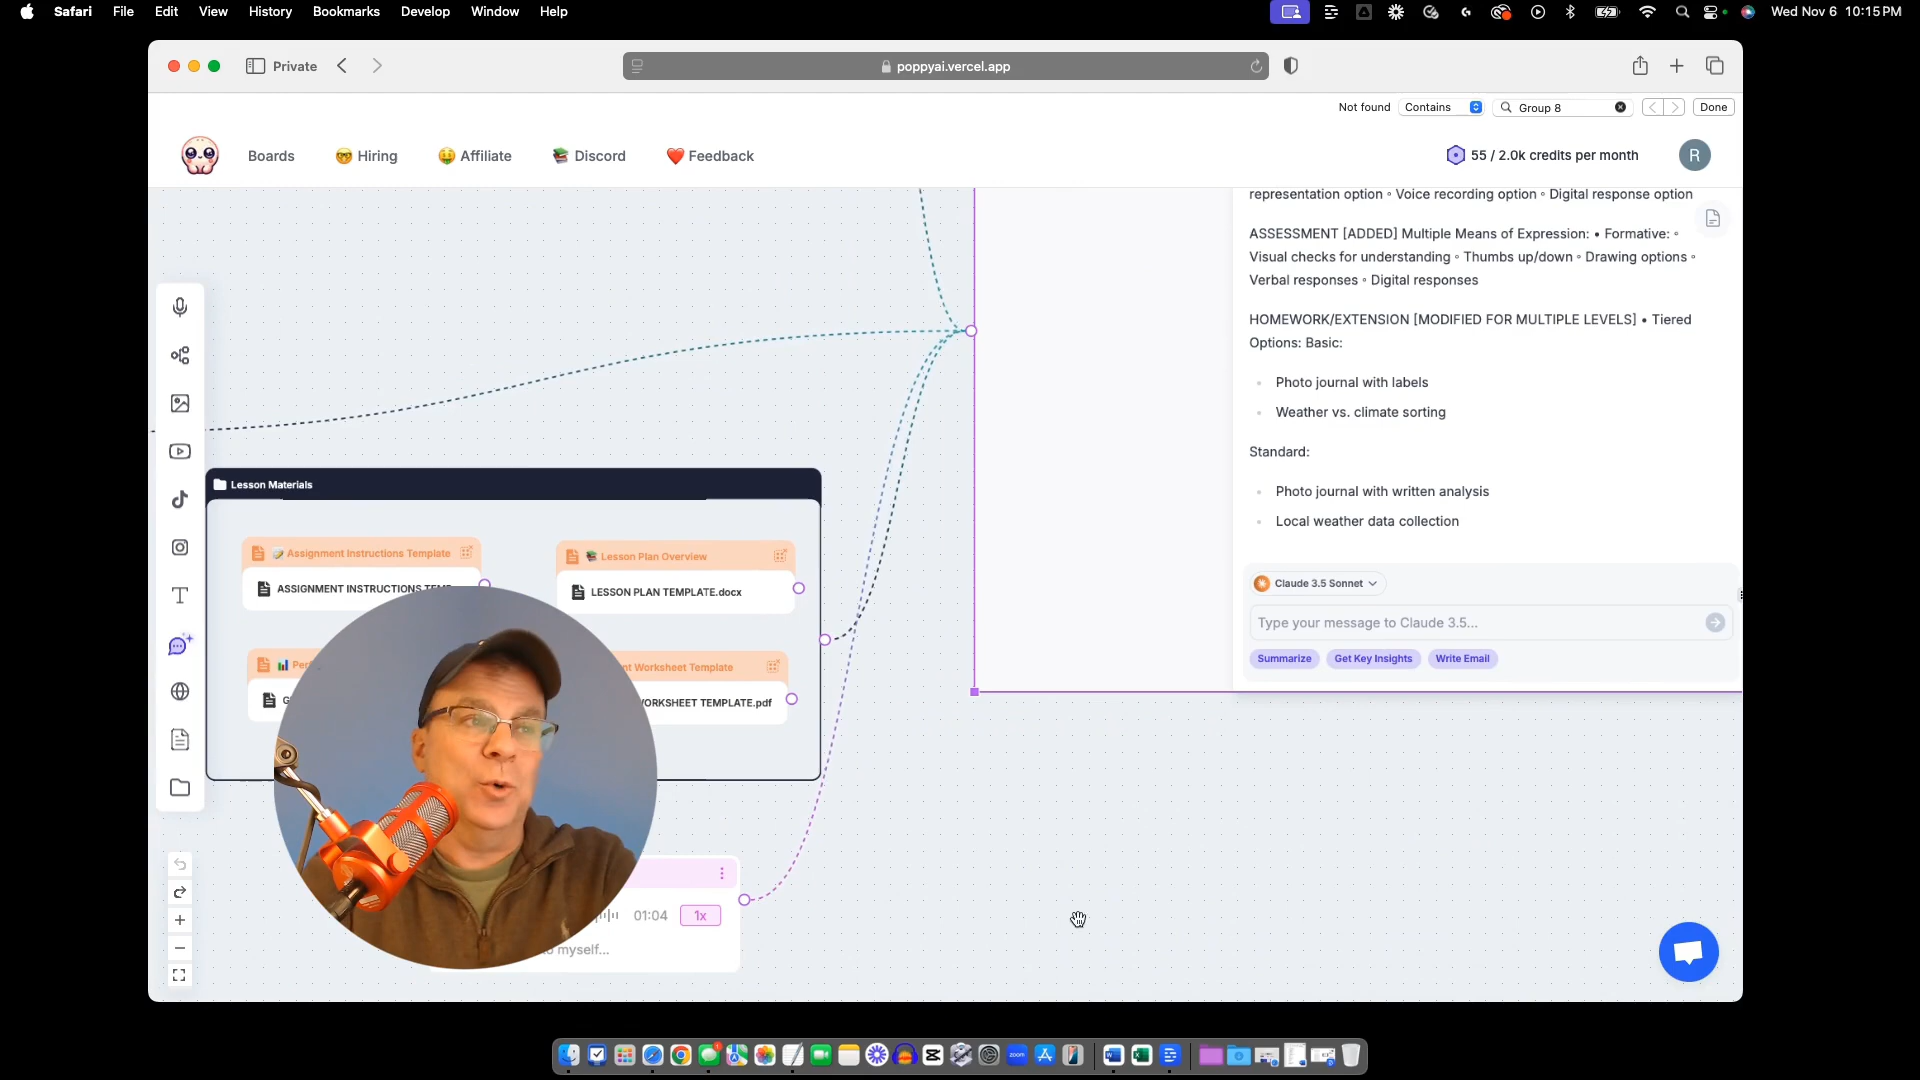 Safari File Edit View History Bookmarks Develop Window Help
Wed Nov 6 10:15 PM
Private
poppyai.vercel.app
Not found Contains Group 8 Done
Boards 🤓 Hiring 🤑 Affiliate 📚 Discord ❤️ Feedback
55 / 2.0k credits per month
R
representation option ◦ Voice recording option ◦ Digital response option
ASSESSMENT [ADDED] Multiple Means of Expression: • Formative: ◦
Visual checks for understanding ◦ Thumbs up/down ◦ Drawing options ◦
Verbal responses ◦ Digital responses
HOMEWORK/EXTENSION [MODIFIED FOR MULTIPLE LEVELS] • Tiered
Options: Basic:
Photo journal with labels
Weather vs. climate sorting
Standard:
Photo journal with written analysis
Local weather data collection
Claude 3.5 Sonnet
Type your message to Claude 3.5...
Summarize Get Key Insights Write Email
Lesson Materials
📝 Assignment Instructions Template
ASSIGNMENT INSTRUCTIONS TEM
📚 Lesson Plan Overview
LESSON PLAN TEMPLATE.docx
📊 Per
G
nt Worksheet Template
WORKSHEET TEMPLATE.pdf
01:04 1x
o myself...
zoom